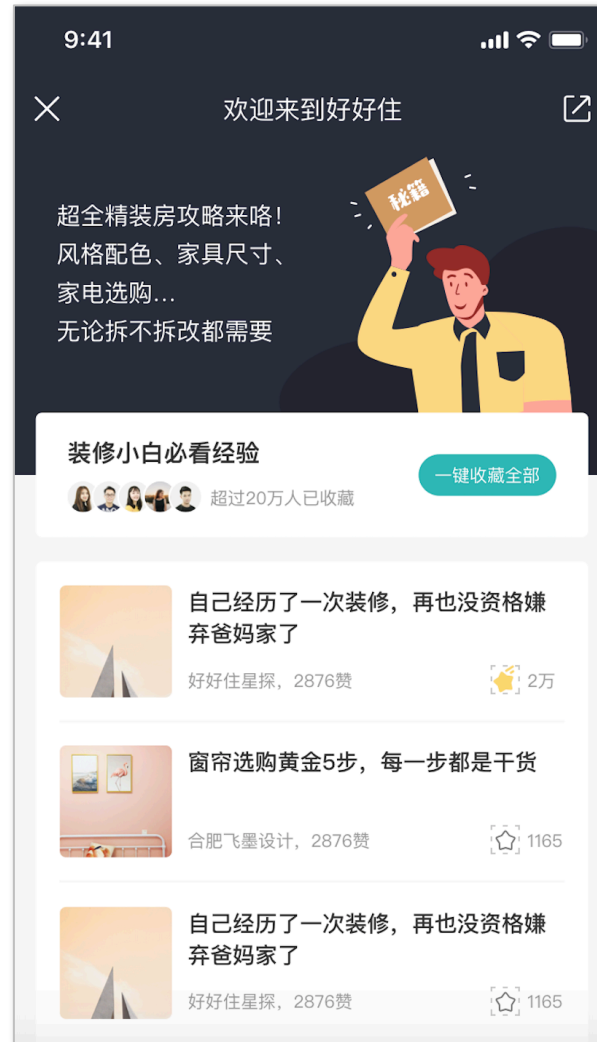 9:41
欢迎来到好好住
秘籍
超全精装房攻略来咯！
风格配色、家具尺寸、
家电选购...
无论拆不拆改都需要
装修小白必看经验
超过20万人已收藏
一键收藏全部
自己经历了一次装修，再也没资格嫌
弃爸妈家了
好好住星探，2876赞
2万
窗帘选购黄金5步，每一步都是干货
合肥飞墨设计，2876赞
1165
自己经历了一次装修，再也没资格嫌
弃爸妈家了
好好住星探，2876赞
1165